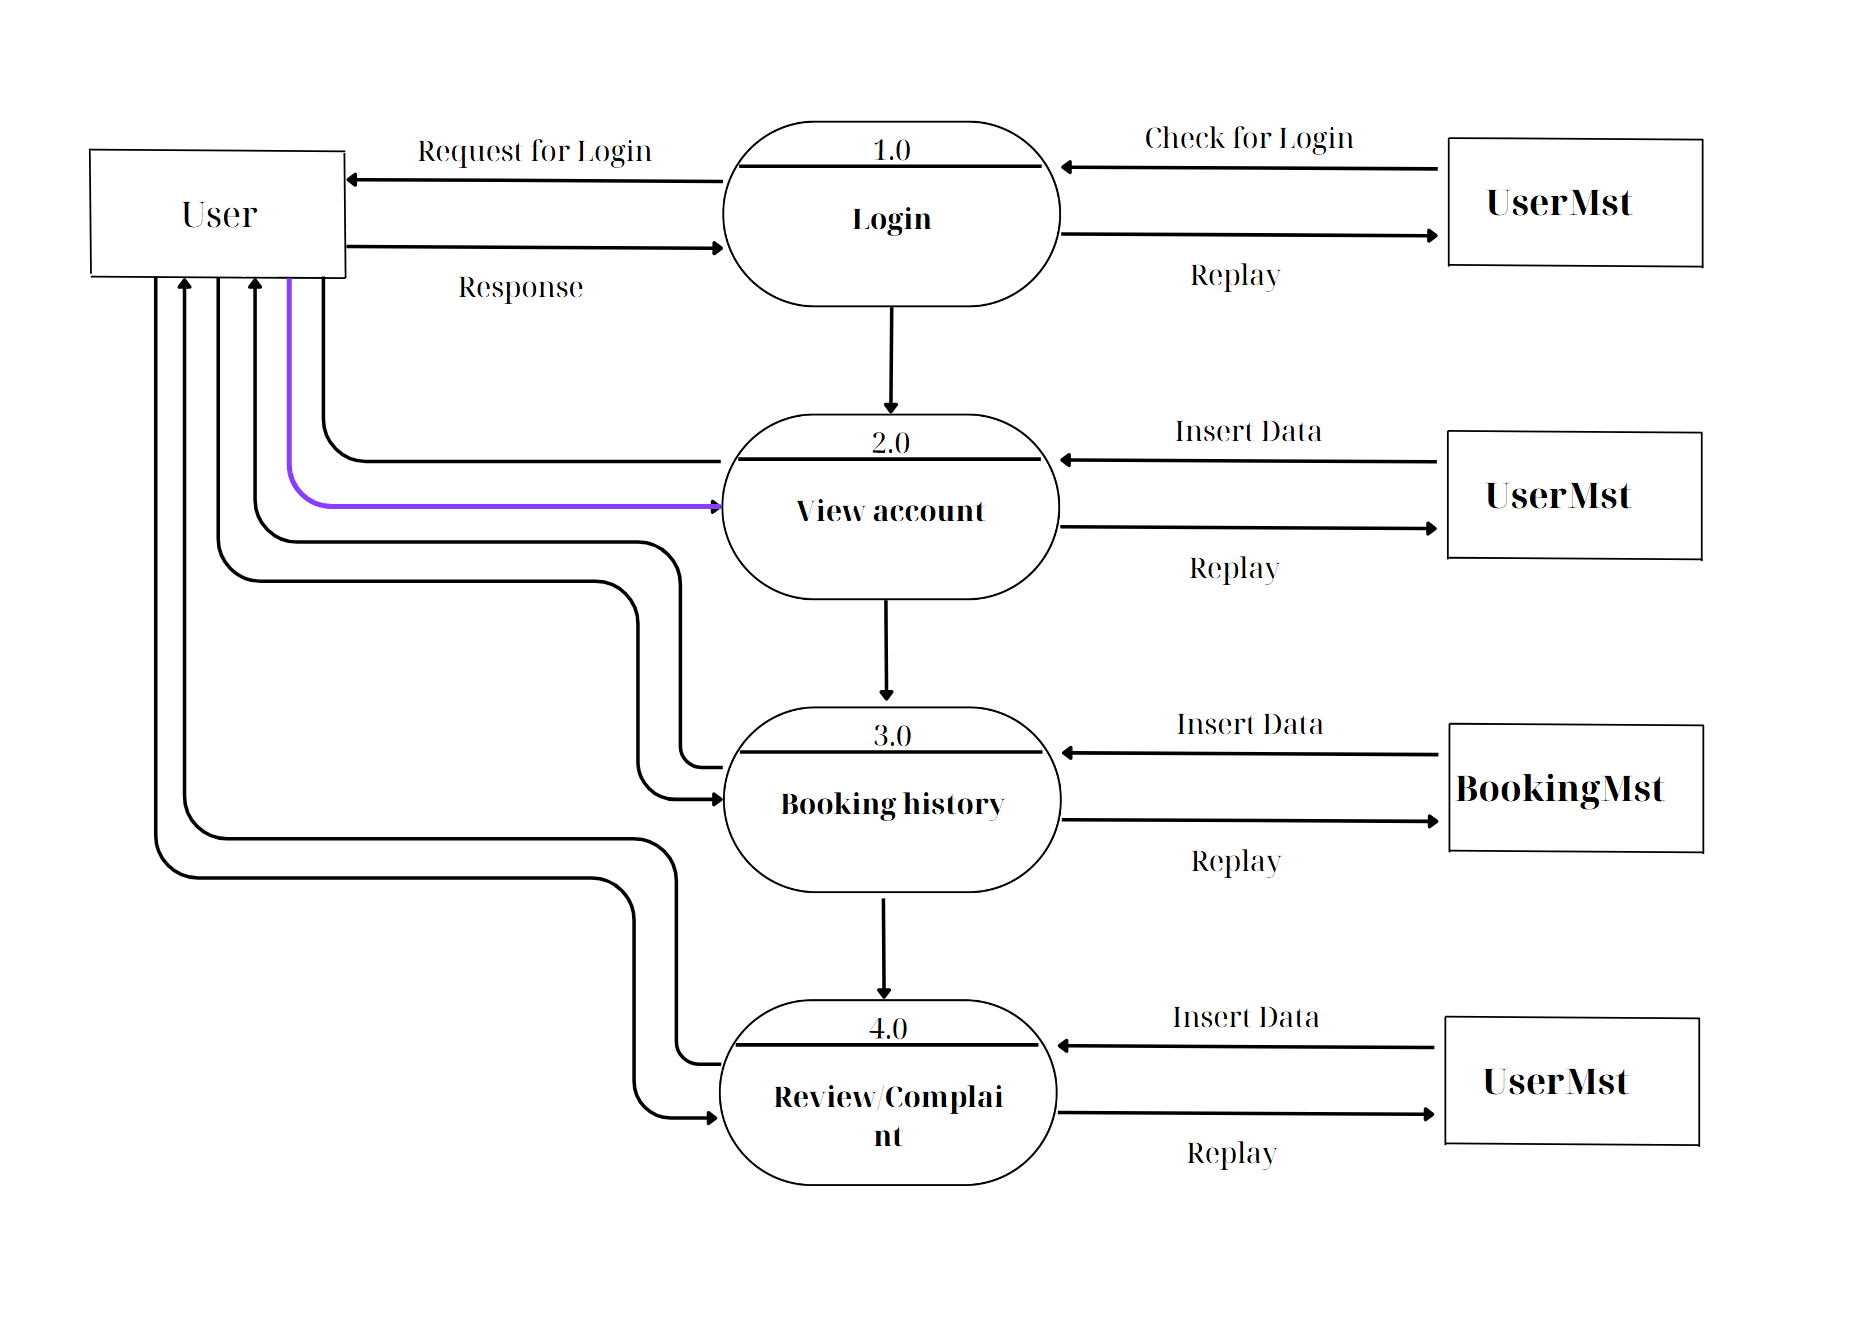 Request for Login
1.0
Check for Login
User
Login
UserMst
Response
Replay
2.0
Insert Data
View account
UserMst
Replay
3.0
Insert Data
Booking history
BookingMst
Replay
4.0
Insert Data
Review/Complai
nt
UserMst
Replay